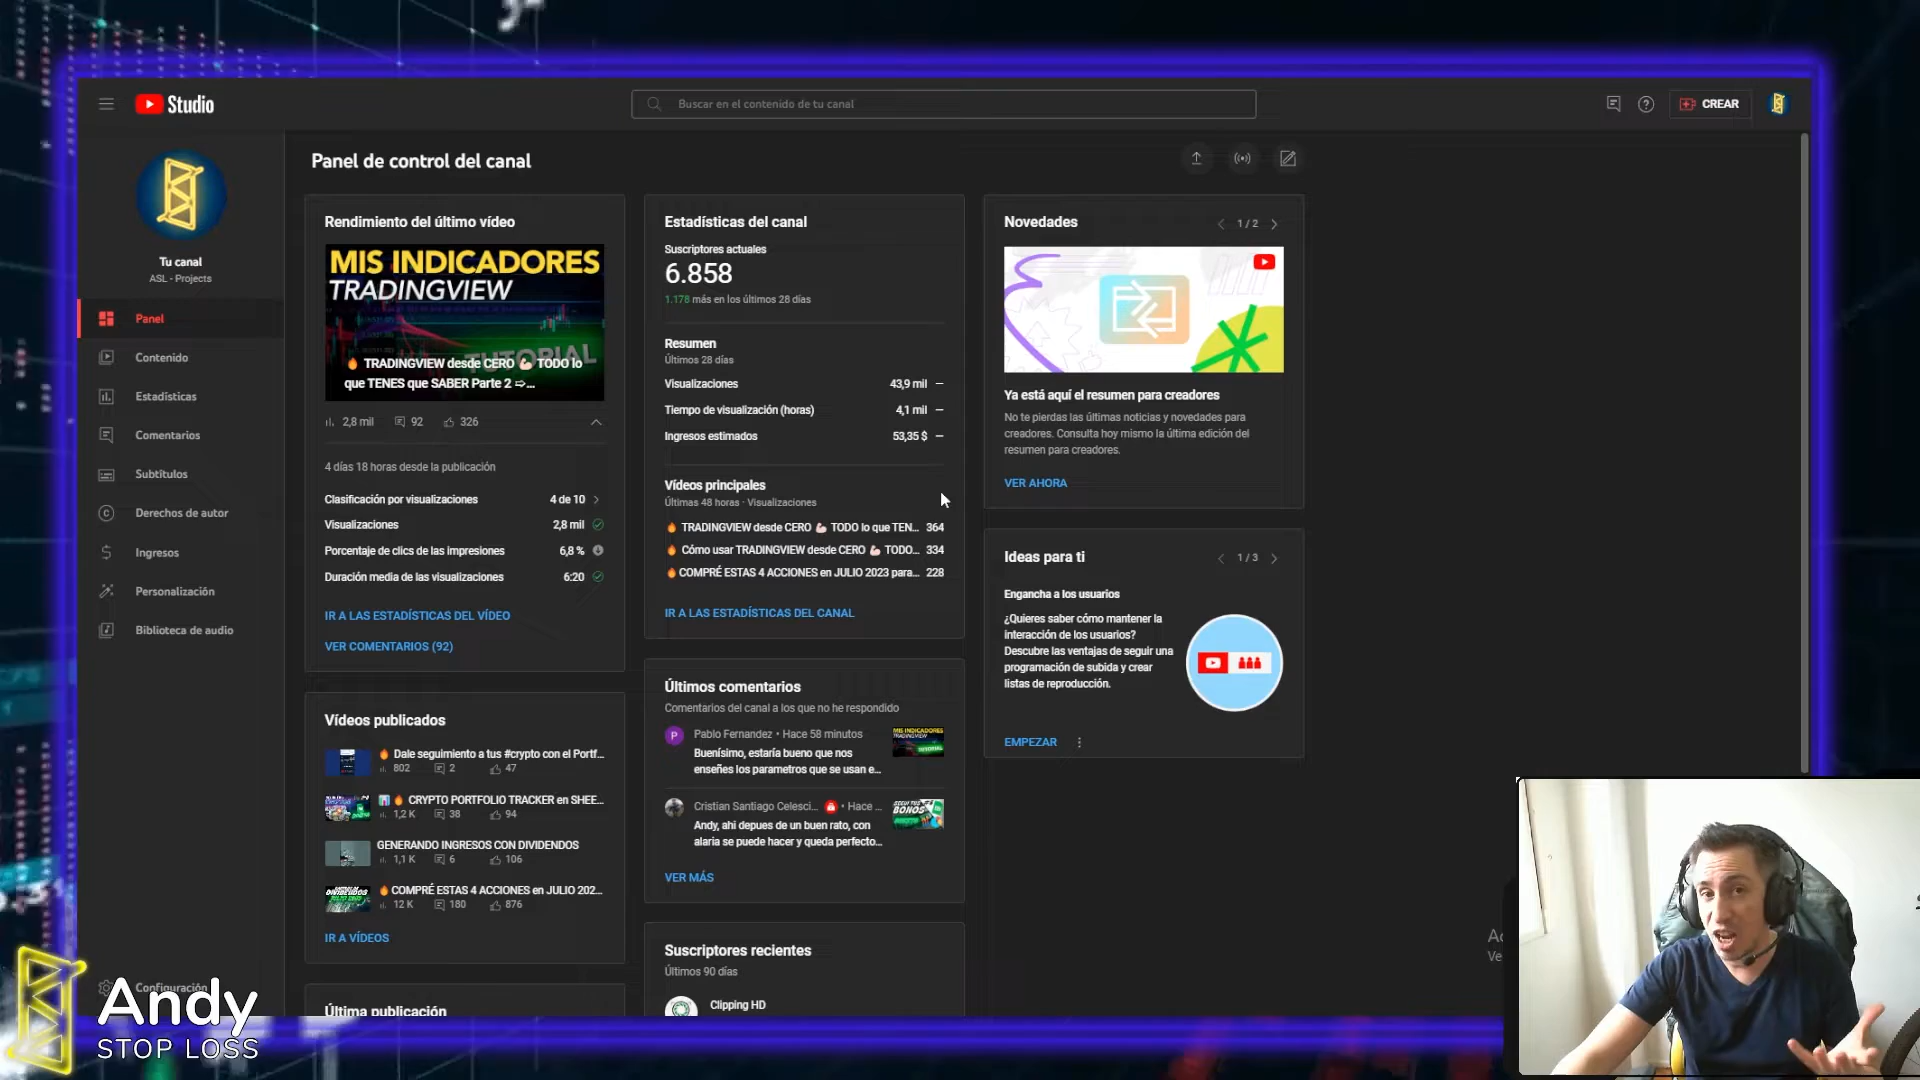 Studio
Buscar en el contenido de tu canal
CREAR
Tu canal
ASL - Projects
Panel
Contenido
Estadísticas
Comentarios
Subtítulos
Derechos de autor
Ingresos
Personalización
Biblioteca de audio
Configuración
Panel de control del canal
Rendimiento del último vídeo
MIS INDICADORES
TRADINGVIEW
TUTORIAL
🔥 TRADINGVIEW desde CERO 💪🏻 TODO lo
que TENES que SABER Parte 2 ➯...
2,8 mil 92 326
4 días 18 horas desde la publicación
Clasificación por visualizaciones 4 de 10
Visualizaciones 2,8 mil
Porcentaje de clics de las impresiones 6,8 %
Duración media de las visualizaciones 6:20
IR A LAS ESTADÍSTICAS DEL VÍDEO
VER COMENTARIOS (92)
Vídeos publicados
🔥 Dale seguimiento a tus #crypto con el Portf...
802 2 47
📊🔥 CRYPTO PORTFOLIO TRACKER en SHEE...
1,2 K 38 94
GENERANDO INGRESOS CON DIVIDENDOS
1,1 K 6 106
🔥COMPRÉ ESTAS 4 ACCIONES en JULIO 202...
12 K 180 876
IR A VÍDEOS
Última publicación
Estadísticas del canal
Suscriptores actuales
6.858
1.178 más en los últimos 28 días
Resumen
Últimos 28 días
Visualizaciones 43,9 mil —
Tiempo de visualización (horas) 4,1 mil —
Ingresos estimados 53,35 $ —
Vídeos principales
Últimas 48 horas · Visualizaciones
🔥 TRADINGVIEW desde CERO 💪🏻 TODO lo que TEN... 364
🔥 Cómo usar TRADINGVIEW desde CERO 💪🏻 TODO... 334
🔥COMPRÉ ESTAS 4 ACCIONES en JULIO 2023 para... 228
IR A LAS ESTADÍSTICAS DEL CANAL
Últimos comentarios
Comentarios del canal a los que no he respondido
P
Pablo Fernandez • Hace 58 minutos
Buenísimo, estaría bueno que nos
enseñes los parametros que se usan e...
MIS INDICADORES
TRADINGVIEW
TUTORIAL
Cristian Santiago Celesci... • Hace ...
Andy, ahi depues de un buen rato, con
alaria se puede hacer y queda perfecto...
BONOS
VER MÁS
Suscriptores recientes
Últimos 90 días
Clipping HD
Novedades
1 / 2
Ya está aquí el resumen para creadores
No te pierdas las últimas noticias y novedades para
creadores. Consulta hoy mismo la última edición del
resumen para creadores.
VER AHORA
Ideas para ti
1 / 3
Engancha a los usuarios
¿Quieres saber cómo mantener la
interacción de los usuarios?
Descubre las ventajas de seguir una
programación de subida y crear
listas de reproducción.
EMPEZAR
Andy
STOP LOSS